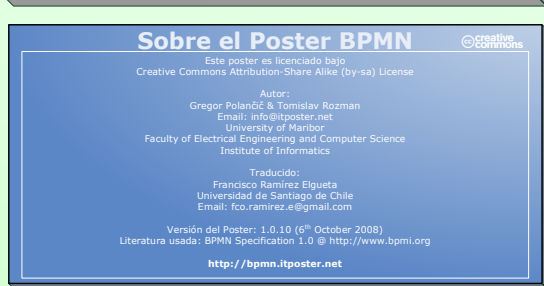 Sobre el Poster BPMN
creative commons
Este poster es licenciado bajo
Creative Commons Attribution-Share Alike (by-sa) License
Autor:
Gregor Polančič & Tomislav Rozman
Email: info@itposter.net
University of Maribor
Faculty of Electrical Engineering and Computer Science
Institute of Informatics
Traducido:
Francisco Ramírez Elgueta
Universidad de Santiago de Chile
Email: fco.ramirez.e@gmail.com
Versión del Poster: 1.0.10 (6th October 2008)
Literatura usada: BPMN Specification 1.0 @ http://www.bpmi.org
http://bpmn.itposter.net